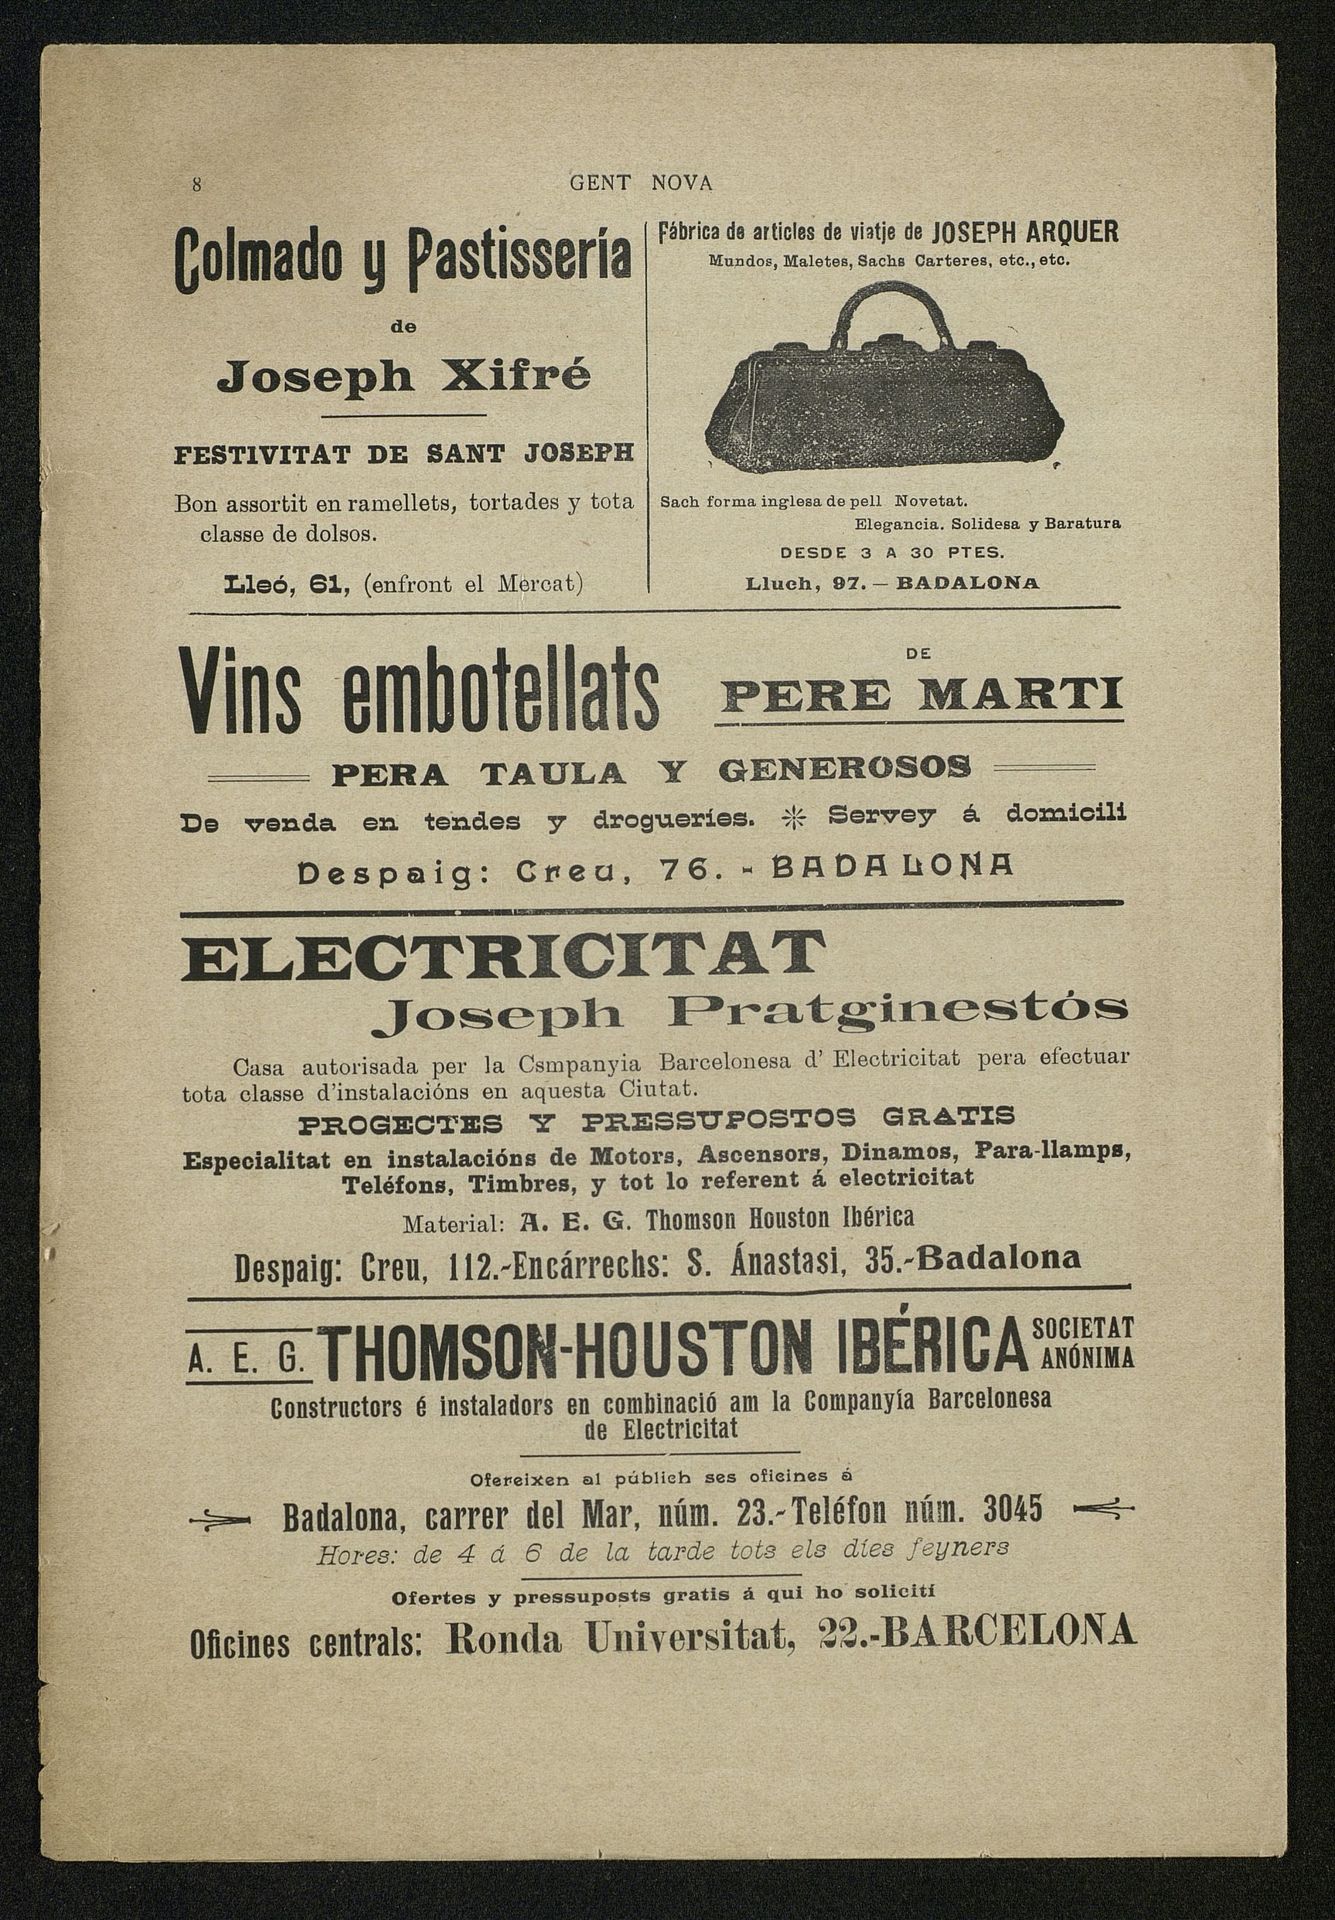 8
GENT NOVA
Colmado y Pastissería
de
Joseph Xifré
FESTIVITAT DE SANT JOSEPH
Bon assortit en ramellets, tortades y tota
classe de dolsos.
Lleó, 61, (enfront el Mercat)
Fábrica de articles de viatje de JOSEPH ARQUER
Mundos, Maletes, Sachs Carteres, etc., etc.
Sach forma inglesa de pell Novetat.
Elegancia. Solidesa y Baratura
DESDE 3 A 30 PTES.
Lluch, 97. — BADALONA
Vins embotellats
DE
PERE MARTI
PERA TAULA Y GENEROSOS
De venda en tendes y drogueríes. ❊ Servey á domicili
Despaig: Creu, 76. - BADALONA
ELECTRICITAT
Joseph Pratginestós
Casa autorisada per la Csmpanyia Barcelonesa d' Electricitat pera efectuar
tota classe d'instalacións en aquesta Ciutat.
PROGECTES Y PRESSUPOSTOS GRATIS
Especialitat en instalacións de Motors, Ascensors, Dinamos, Para-llamps,
Teléfons, Timbres, y tot lo referent á electricitat
Material: A. E. G. Thomson Houston Ibérica
Despaig: Creu, 112.-Encárrechs: S. Ánastasi, 35.-Badalona
A. E. G. THOMSON-HOUSTON IBÉRICA SOCIETAT
ANÓNIMA
Constructors é instaladors en combinació am la Companyía Barcelonesa
de Electricitat
Ofereixen al públich ses oficines á
Badalona, carrer del Mar, núm. 23.-Teléfon núm. 3045
Hores: de 4 á 6 de la tarde tots els díes feyners
Ofertes y pressuposts gratis á qui ho solicití
Oficines centrals: Ronda Universitat, 22.-BARCELONA